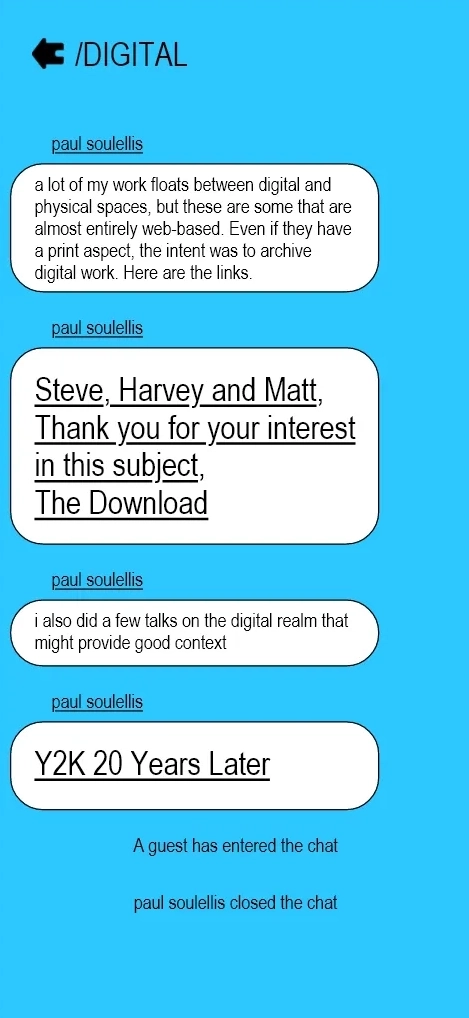 /DIGITAL
paul soulellis
a lot of my work floats between digital and
physical spaces, but these are some that are
almost entirely web-based. Even if they have
a print aspect, the intent was to archive
digital work. Here are the links.
paul soulellis
Steve, Harvey and Matt,
Thank you for your interest
in this subject,
The Download
paul soulellis
i also did a few talks on the digital realm that
might provide good context
paul soulellis
Y2K 20 Years Later
A guest has entered the chat
paul soulellis closed the chat